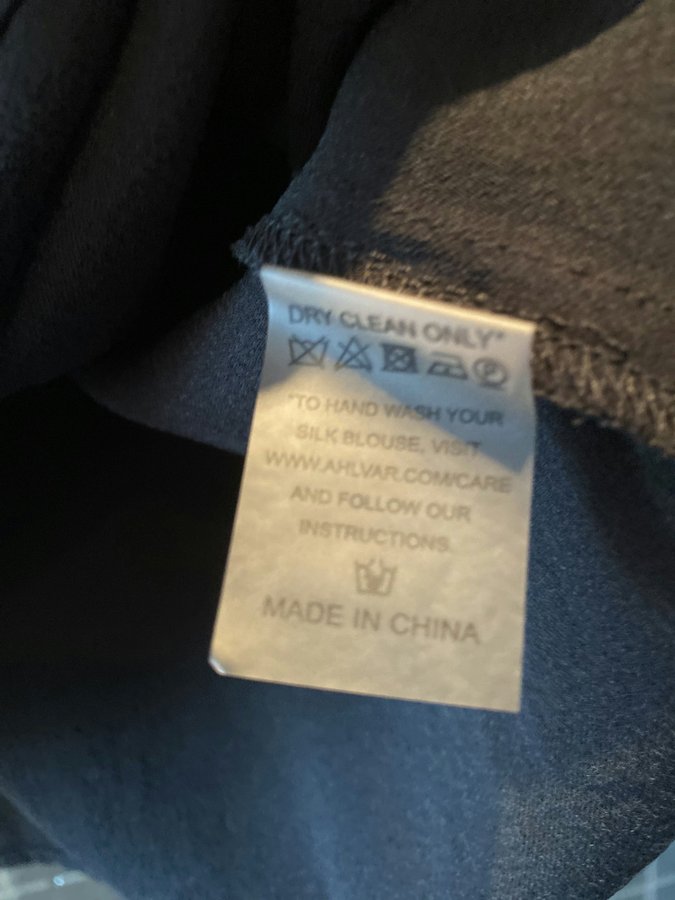 DRY CLEAN ONLY*
P
*TO HAND WASH YOUR
SILK BLOUSE, VISIT
WWW.AHLVAR.COM/CARE
AND FOLLOW OUR
INSTRUCTIONS
MADE IN CHINA